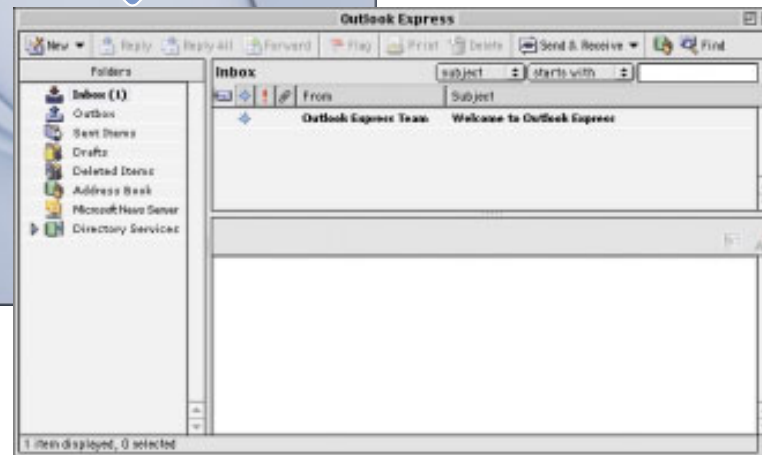 Outlook Express
New Reply Reply All Forward Flag Print Delete Send & Receive Find
Folders
Inbox (1)
Outbox
Sent Items
Drafts
Deleted Items
Address Book
Microsoft News Server
Directory Services
Inbox
subject starts with
From Subject
Outlook Express Team Welcome to Outlook Express
1 item displayed, 0 selected